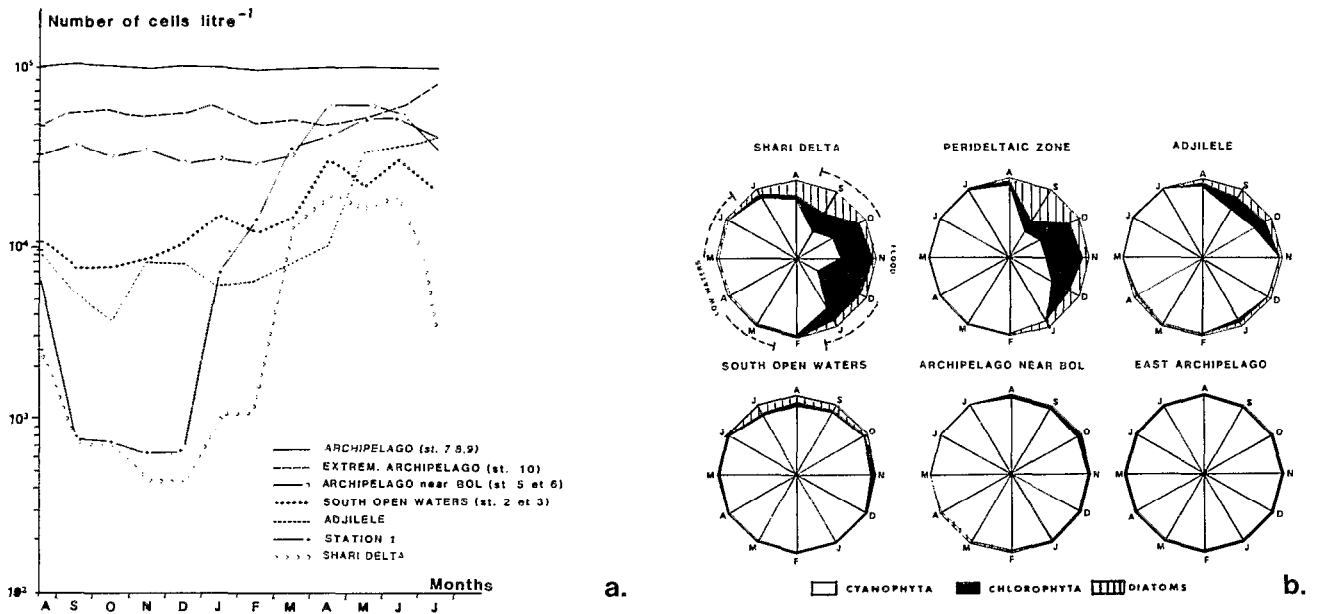 Number of cells litre⁻¹
10⁵
10⁴
10³
10²
A S O N D J F M A M J J
Months
ARCHIPELAGO (st. 7 8,9)
EXTREM. ARCHIPELAGO (st. 10)
ARCHIPELAGO near BOL (st 5 et 6)
SOUTH OPEN WATERS (st. 2 et 3)
ADJILELE
STATION 1
SHARI DELTA
a.
SHARI DELTA
A S O N D J F M A M J J
LOW WATERS
FLOOD
PERIDELTAIC ZONE
A S O N D J F M A M J J
ADJILELE
A S O N D J F M A M J J
SOUTH OPEN WATERS
A S O N D J F M A M J J
ARCHIPELAGO NEAR BOL
A S O N D J F M A M J J
EAST ARCHIPELAGO
A S O N D J F M A M J J
CYANOPHYTA CHLOROPHYTA DIATOMS
b.